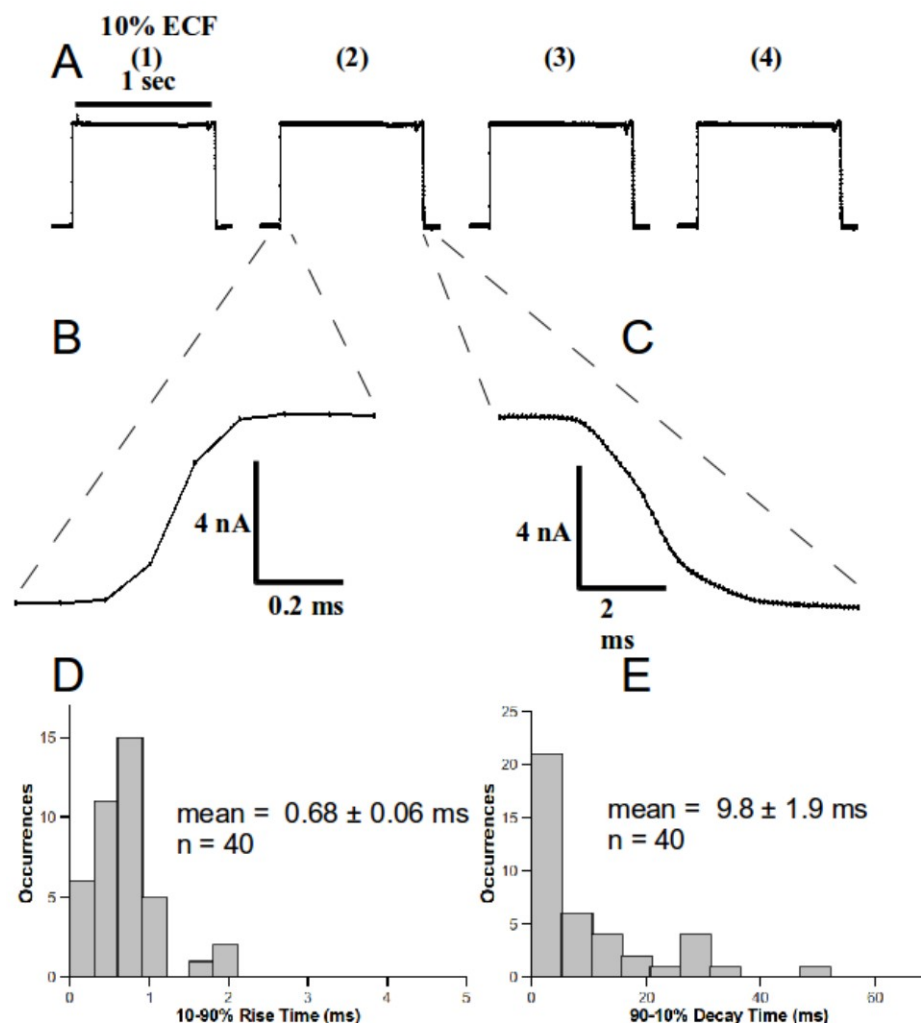 10% ECF
A (1) (2) (3) (4)
1 sec
B C
4 nA 4 nA
0.2 ms 2
ms
D E
15
10
5
0
Occurrences
mean = 0.68 ± 0.06 ms
n = 40
0 1 2 3 4 5
10-90% Rise Time (ms)
25
20
15
10
5
0
Occurrences
mean = 9.8 ± 1.9 ms
n = 40
0 20 40 60
90-10% Decay Time (ms)